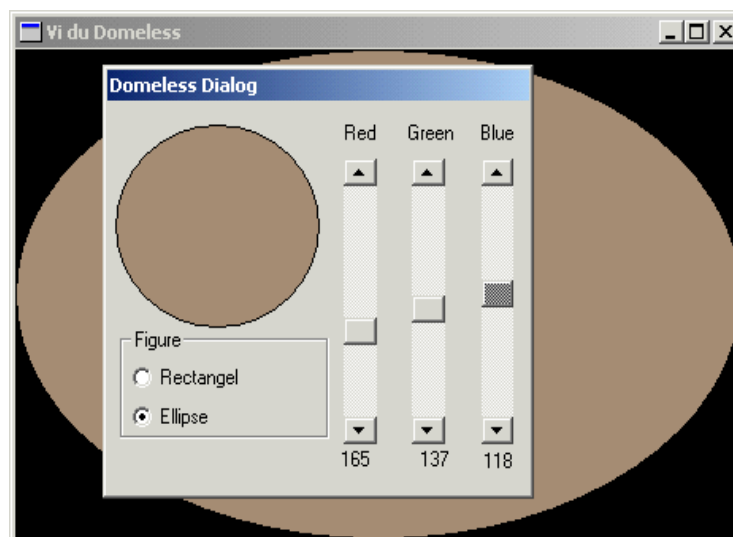 Vi du Domeless
Domeless Dialog
Red Green Blue
Figure
Rectangel
Ellipse
165 137 118